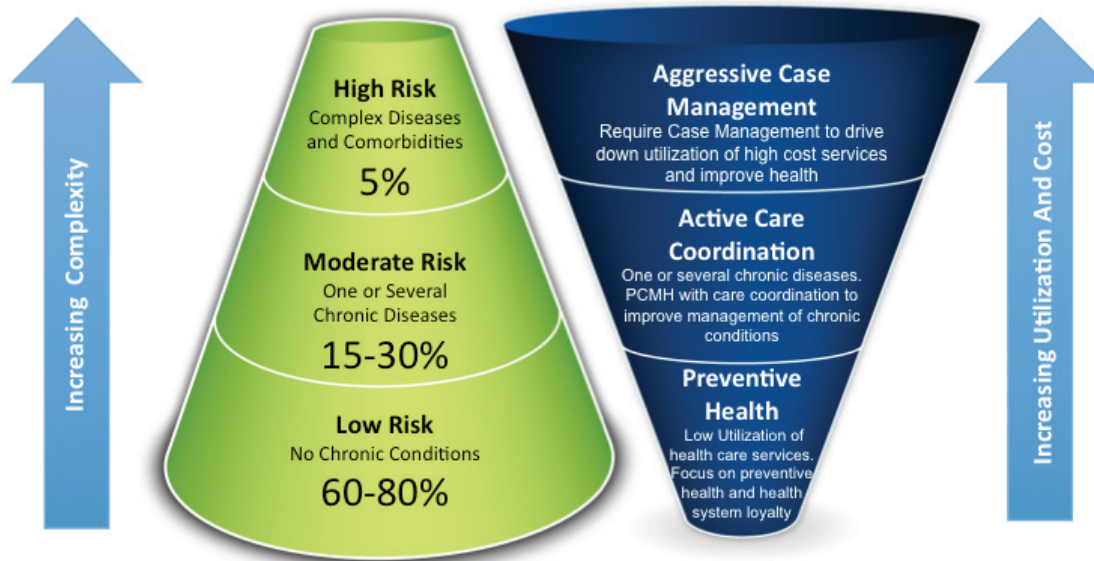 Increasing Complexity
High Risk
Complex Diseases
and Comorbidities
5%
Moderate Risk
One or Several
Chronic Diseases
15-30%
Low Risk
No Chronic Conditions
60-80%
Aggressive Case
Management
Require Case Management to drive
down utilization of high cost services
and improve health
Active Care
Coordination
One or several chronic diseases.
PCMH with care coordination to
improve management of chronic
conditions
Preventive
Health
Low Utilization of
health care services.
Focus on preventive
health and health
system loyalty
Increasing Utilization And Cost